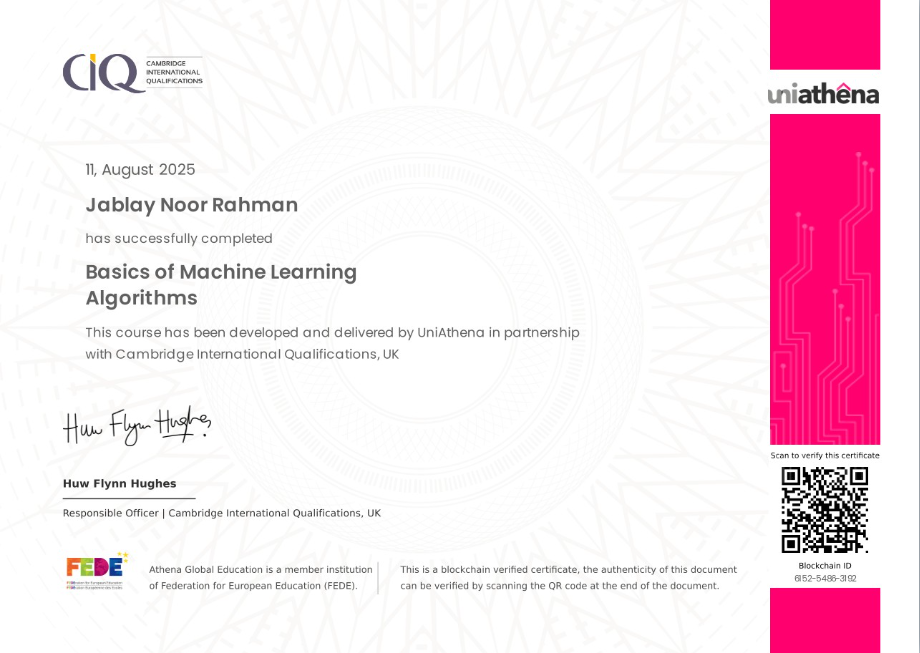 CIQ
CAMBRIDGE
INTERNATIONAL
QUALIFICATIONS
uniathena
11, August 2025
Jablay Noor Rahman
has successfully completed
Basics of Machine Learning
Algorithms
This course has been developed and delivered by UniAthena in partnership
with Cambridge International Qualifications, UK
Huw Flynn Hughes
Huw Flynn Hughes
Responsible Officer | Cambridge International Qualifications, UK
Scan to verify this certificate
Blockchain ID
6152-5486-3192
FEDE
Athena Global Education is a member institution
of Federation for European Education (FEDE).
This is a blockchain verified certificate, the authenticity of this document
can be verified by scanning the QR code at the end of the document.